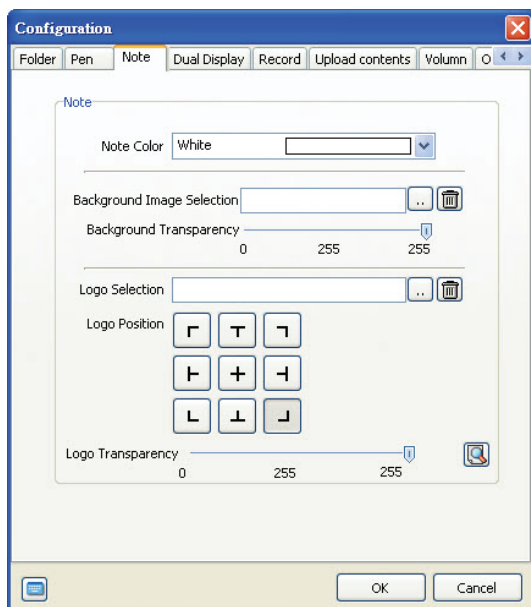 Configuration
Folder Pen Note Dual Display Record Upload contents Volumn O
Note
Note Color White
Background Image Selection ..
Background Transparency
0 255 255
Logo Selection ..
Logo Position
Logo Transparency
0 255 255
OK Cancel